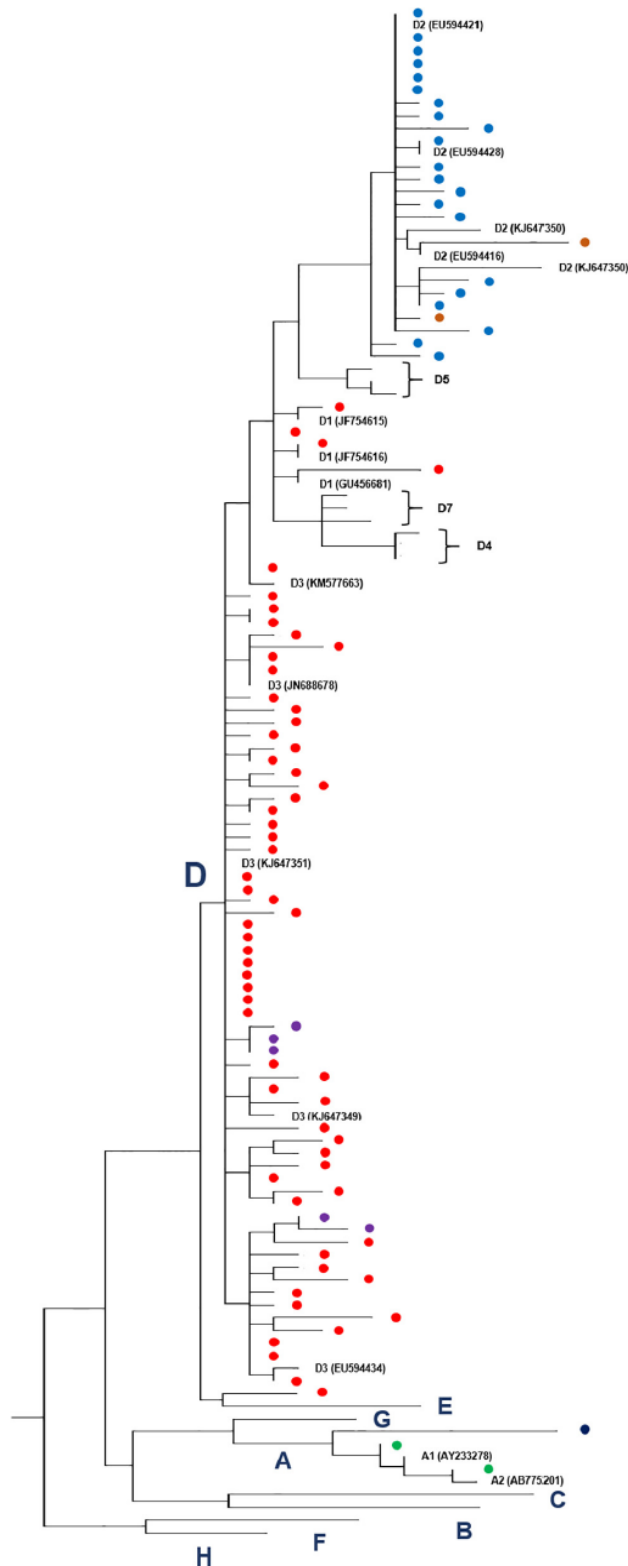 D2 (EU594421)
D2 (EU594428)
D2 (KJ647350)
D2 (EU594416)
D2 (KJ647350)
D5
D1 (JF754615)
D1 (JF754616)
D1 (GU456681)
D7
D4
D3 (KM577663)
D3 (JN688678)
D3 (KJ647351)
D
D3 (KJ647349)
D3 (EU594434)
E
G
A
A1 (AY233278)
A2 (AB775201)
C
B
F
H